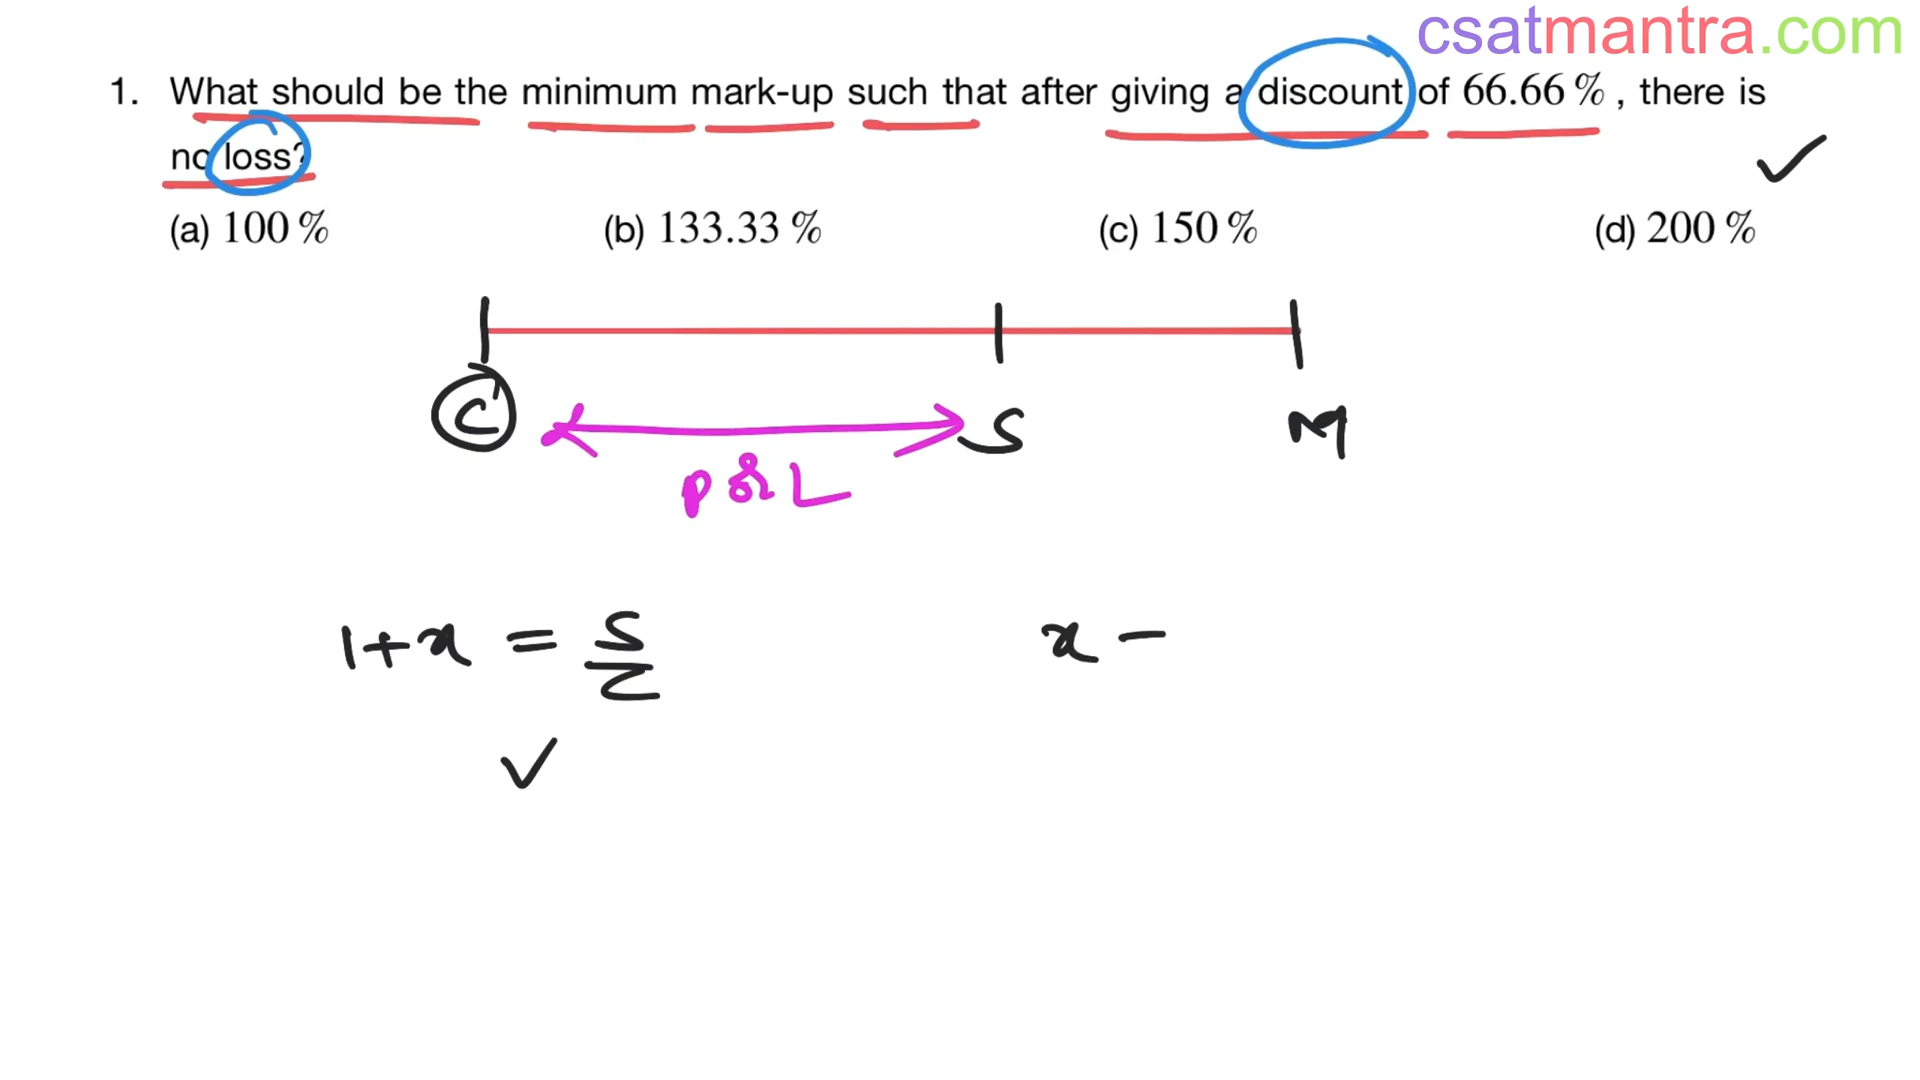 csatmantra.com
1. What should be the minimum mark-up such that after giving a discount of 66.66 % , there is
no loss?
(a) 100 % (b) 133.33 % (c) 150 % (d) 200 %
C S M
P & L
1+x = S/C x -